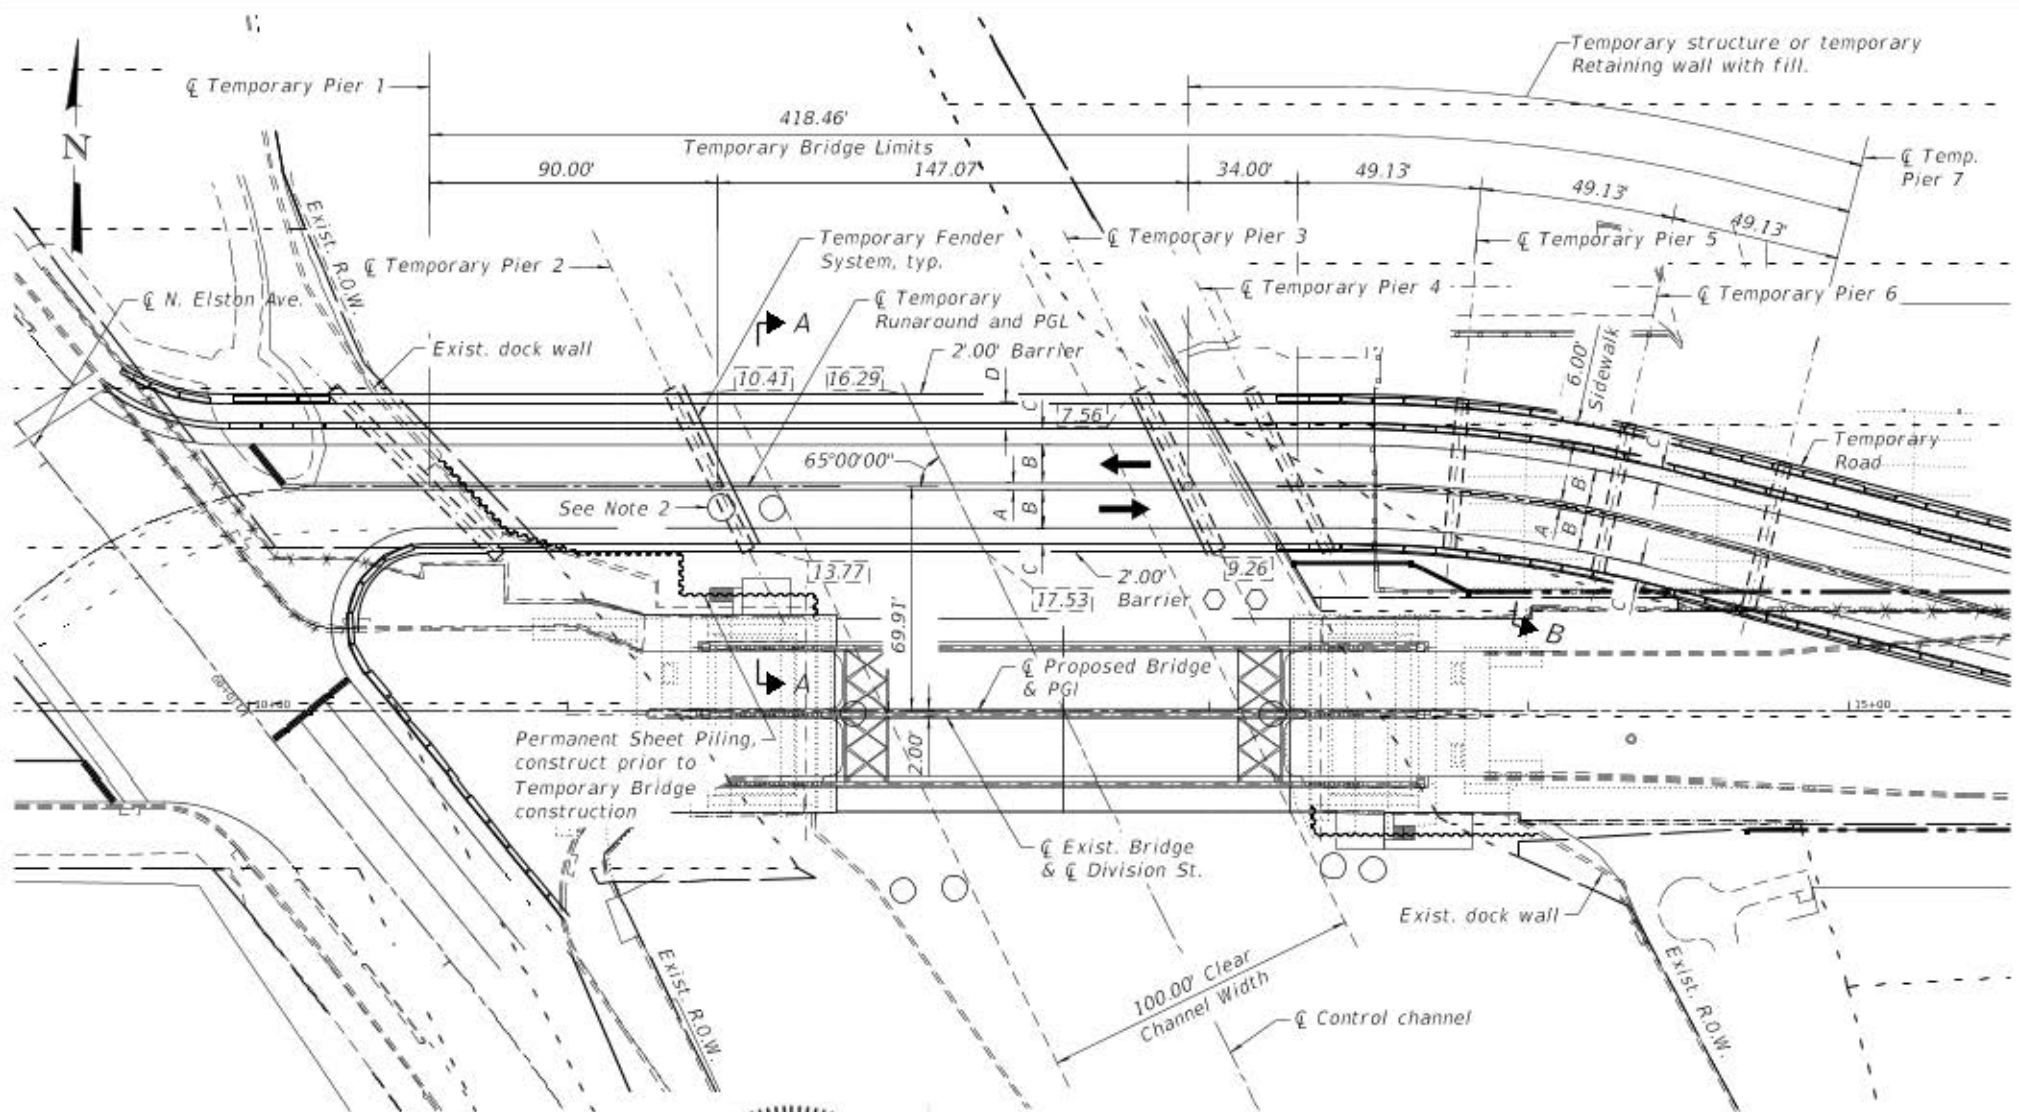 Temporary structure or temporary
Retaining wall with fill.
℄ Temporary Pier 1
418.46'
Temporary Bridge Limits
N
90.00'
147.07'
34.00'
49.13'
49.13'
49.13'
℄ Temp.
Pier 7
Exist. R.O.W.
℄ Temporary Pier 2
Temporary Fender
System, typ.
℄ Temporary Pier 3
℄ Temporary Pier 5
℄ Temporary Pier 4
℄ Temporary Pier 6
℄ N. Elston Ave.
℄ Temporary
Runaround and PGL
A
Exist. dock wall
2'.00' Barrier
10.41
16.29
D
C
7.56
6.00'
Sidewalk
C
Temporary
Road
65°00'00"
B
B
See Note 2
A
B
A
B
13.77
C
2'.00'
Barrier
17.53
9.26
C
B
69.91'
℄ Proposed Bridge
& PGl
A
10+00
15+00
2.00'
Permanent Sheet Piling,
construct prior to
Temporary Bridge
construction
℄ Exist. Bridge
& ℄ Division St.
Exist. dock wall
Exist. R.O.W.
100.00' Clear
Channel Width
℄ Control channel
Exist. R.O.W.